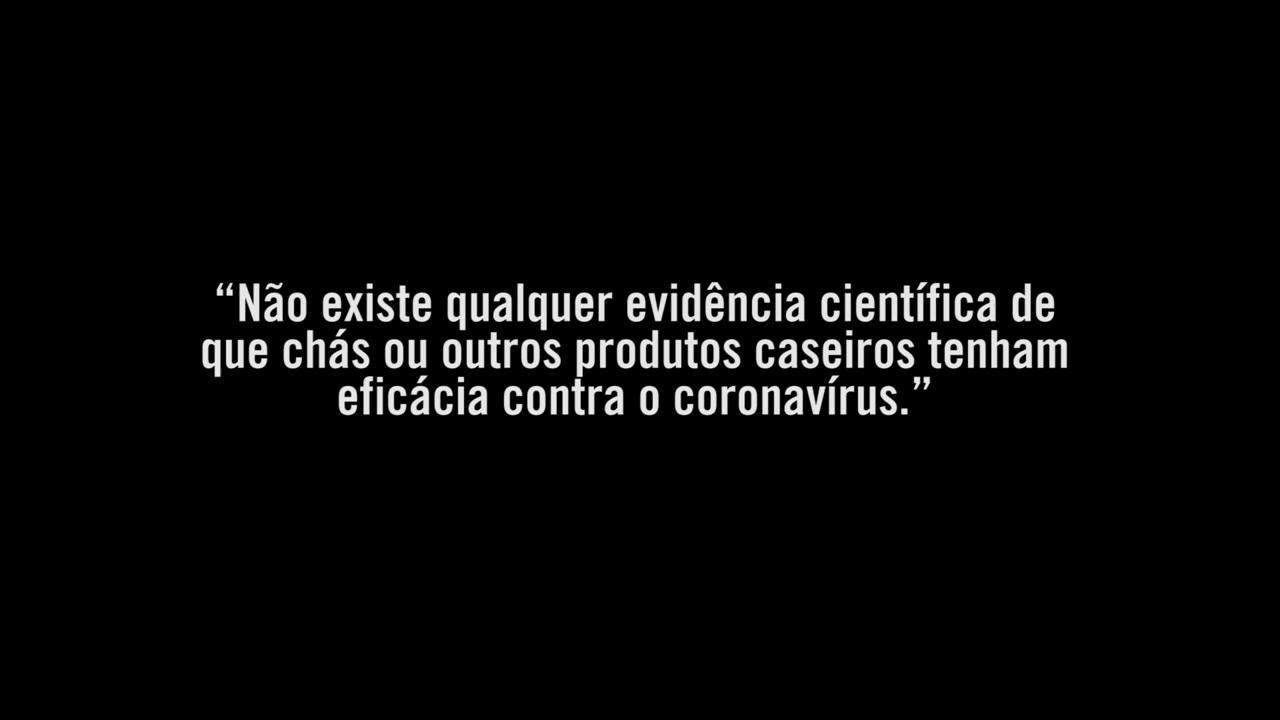 “Não existe qualquer evidência científica de
que chás ou outros produtos caseiros tenham
eficácia contra o coronavírus.”